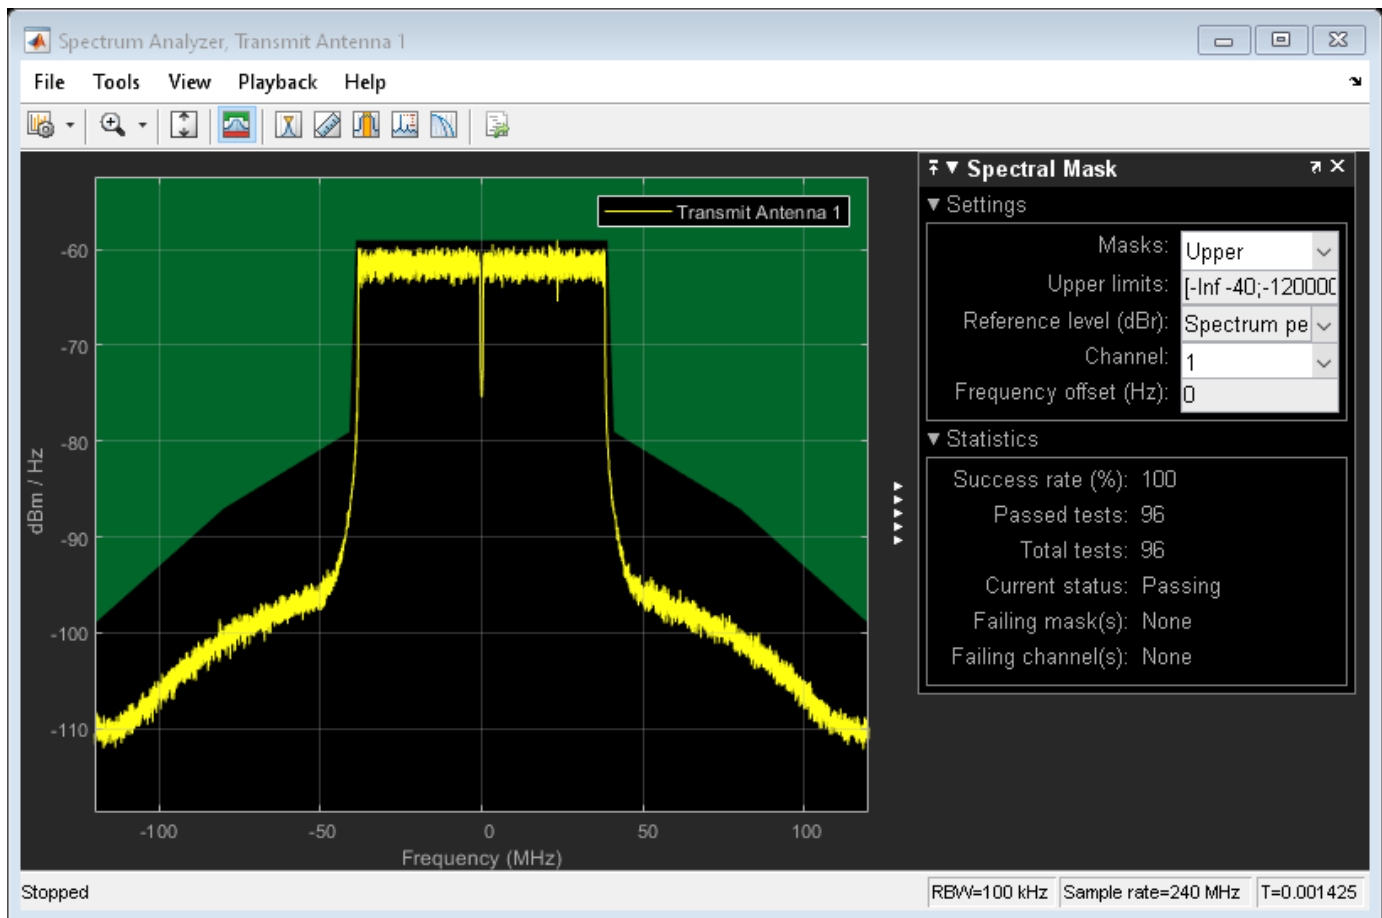 Spectrum Analyzer, Transmit Antenna 1
File Tools View Playback Help
Transmit Antenna 1
-60
-70
-80
-90
-100
-110
dBm / Hz
-100 -50 0 50 100
Frequency (MHz)
Spectral Mask
Settings
Masks: Upper
Upper limits: [-Inf -40;-120000
Reference level (dBr): Spectrum pe
Channel: 1
Frequency offset (Hz): 0
Statistics
Success rate (%): 100
Passed tests: 96
Total tests: 96
Current status: Passing
Failing mask(s): None
Failing channel(s): None
Stopped
RBW=100 kHz Sample rate=240 MHz T=0.001425